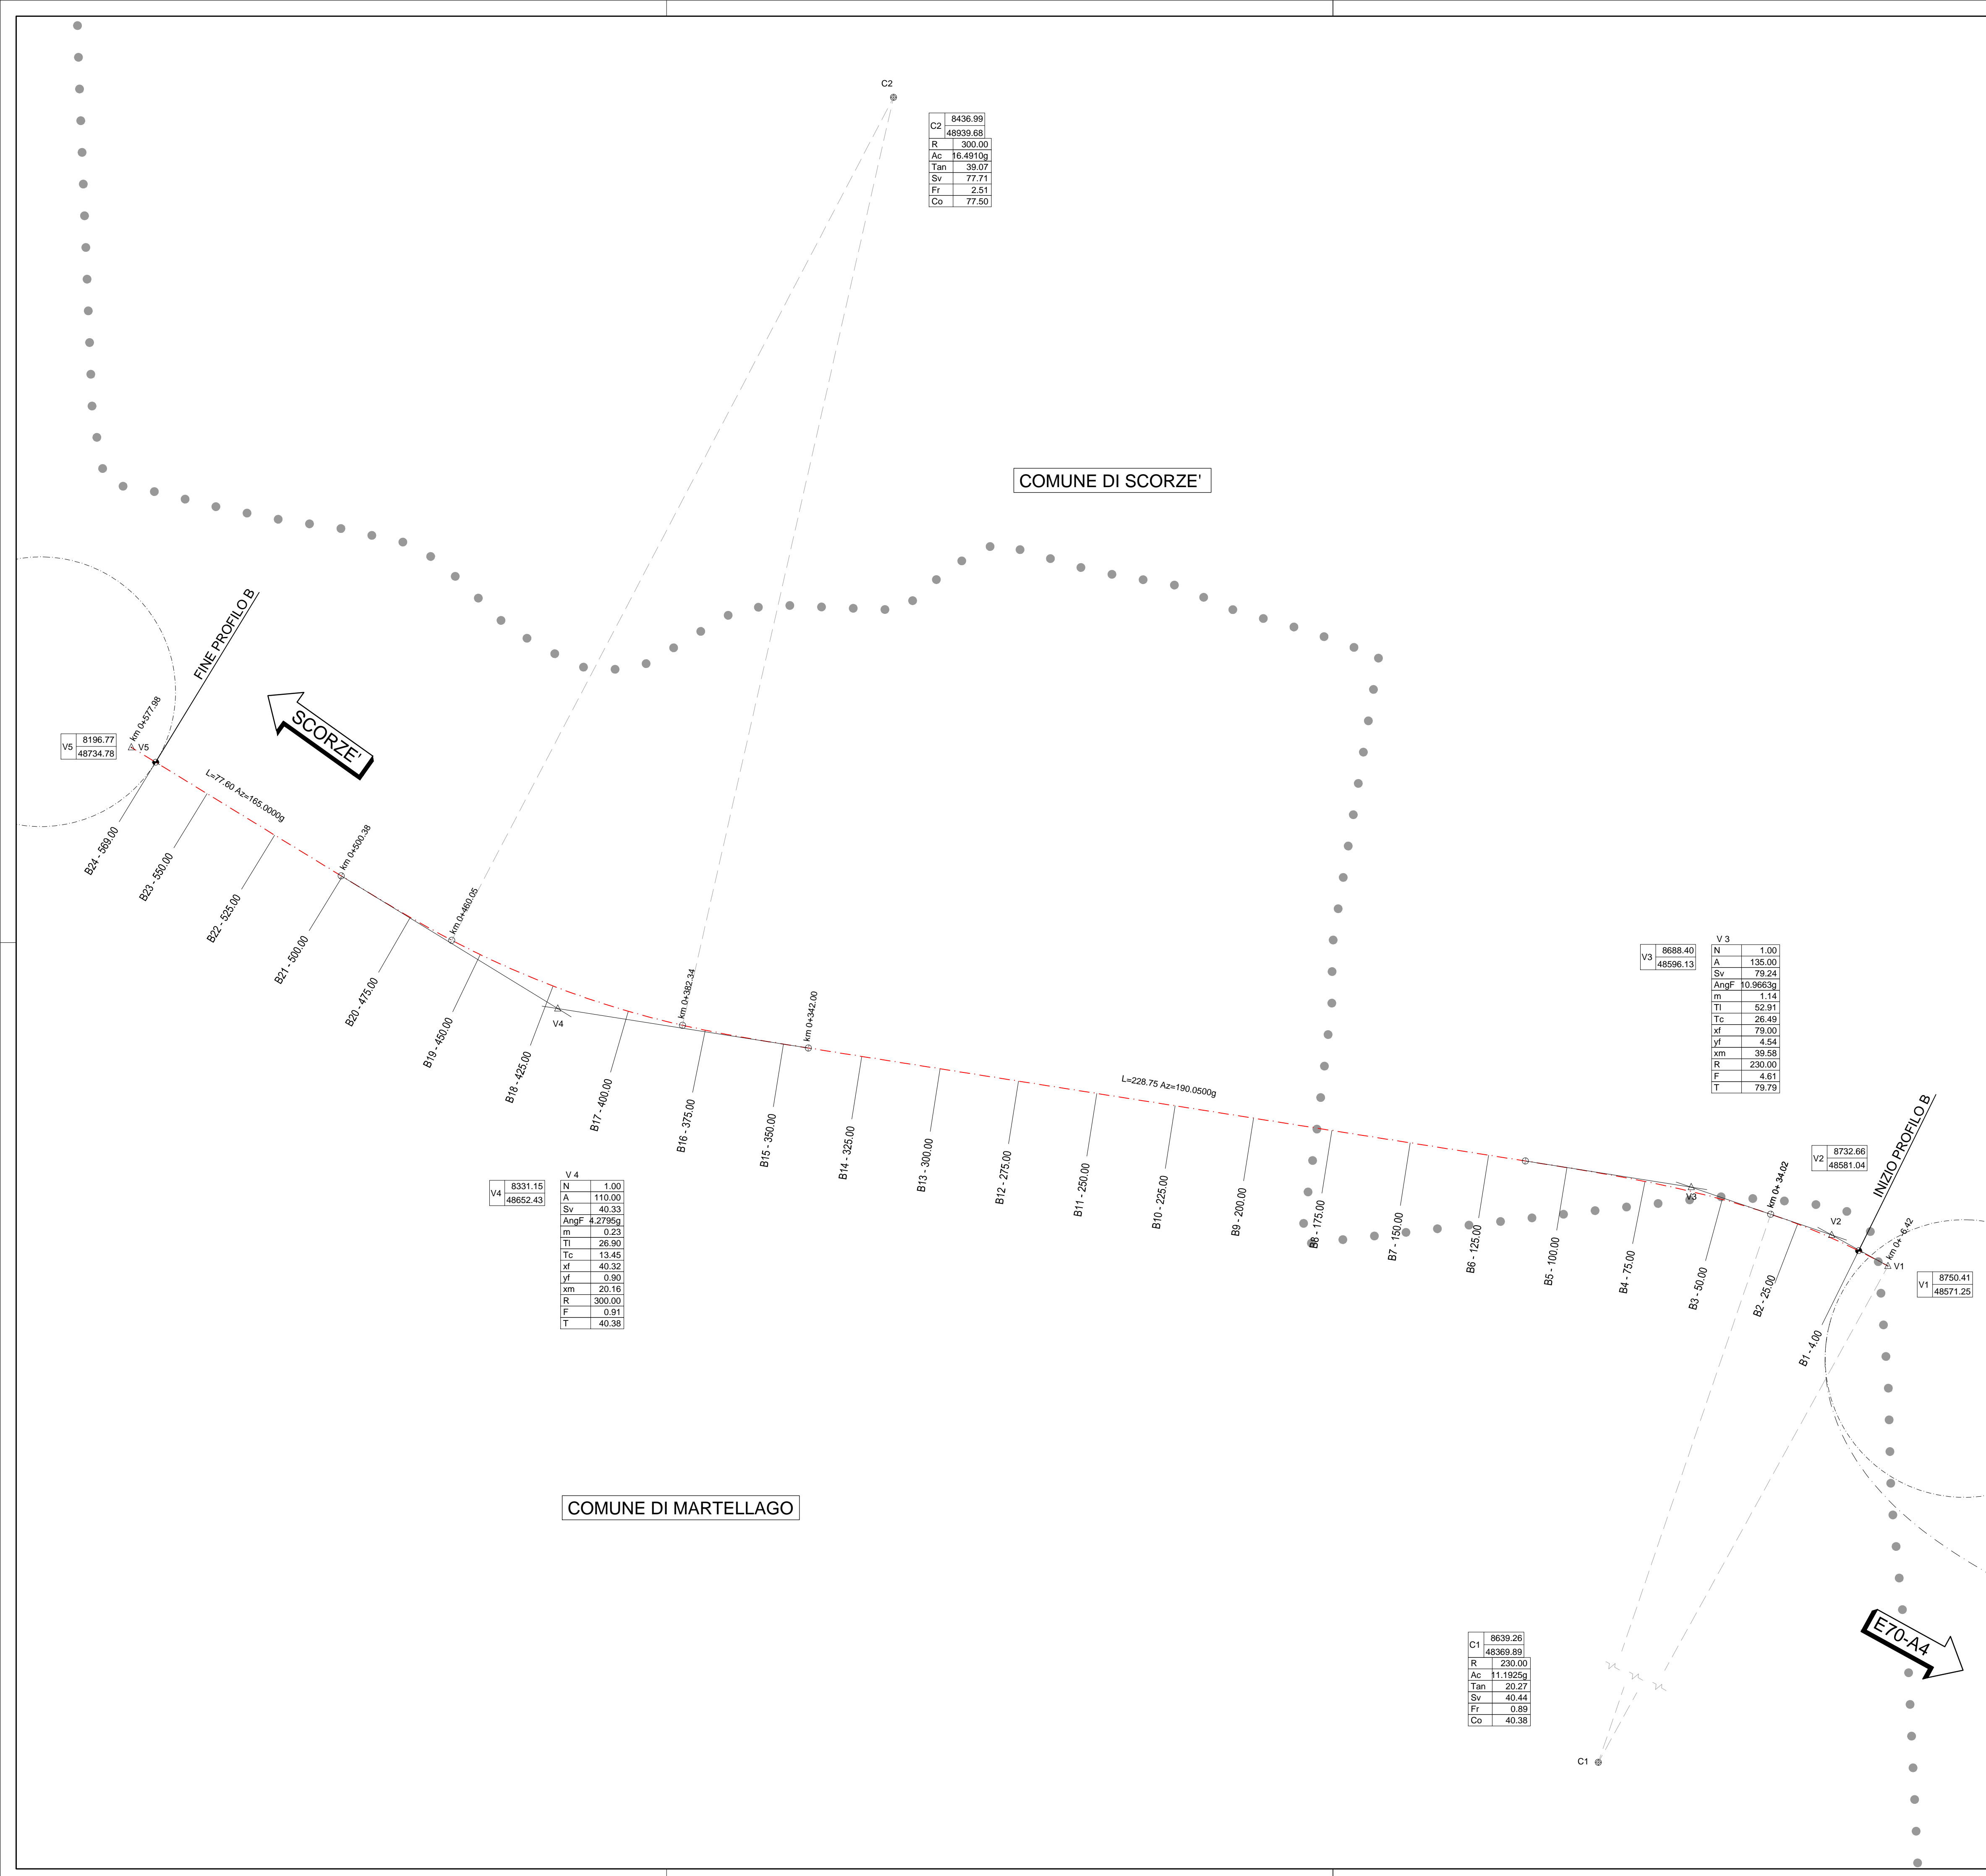 C2
C2 8436.99
48939.68
R 300.00
Ac 16.4910g
Tan 39.07
Sv 77.71
Fr 2.51
Co 77.50
COMUNE DI SCORZE'
FINE PROFILO B
SCORZE'
km 0+577.98
V5
V5 8196.77
48734.78
L=77.60 Az=165.0000g
km 0+500.38
km 0+460.05
km 0+382.34
km 0+342.00
V4
L=228.75 Az=190.0500g
B24 - 569.00
B23 - 550.00
B22 - 525.00
B21 - 500.00
B20 - 475.00
B19 - 450.00
B18 - 425.00
B17 - 400.00
B16 - 375.00
B15 - 350.00
B14 - 325.00
B13 - 300.00
B12 - 275.00
B11 - 250.00
B10 - 225.00
B9 - 200.00
B8 - 175.00
B7 - 150.00
B6 - 125.00
B5 - 100.00
B4 - 75.00
B3 - 50.00
B2 - 25.00
B1 - 4.00
V3 8688.40
48596.13
V 3
N 1.00
A 135.00
Sv 79.24
AngF 10.9663g
m 1.14
Tl 52.91
Tc 26.49
xf 79.00
yf 4.54
xm 39.58
R 230.00
F 4.61
T 79.79
V2 8732.66
48581.04
INIZIO PROFILO B
V3
km 0+ 34.02
V2
km 0+ -6.42
V1
V1 8750.41
48571.25
V4 8331.15
48652.43
V 4
N 1.00
A 110.00
Sv 40.33
AngF 4.2795g
m 0.23
Tl 26.90
Tc 13.45
xf 40.32
yf 0.90
xm 20.16
R 300.00
F 0.91
T 40.38
COMUNE DI MARTELLAGO
E70-A4
C1 8639.26
48369.89
R 230.00
Ac 11.1925g
Tan 20.27
Sv 40.44
Fr 0.89
Co 40.38
C1